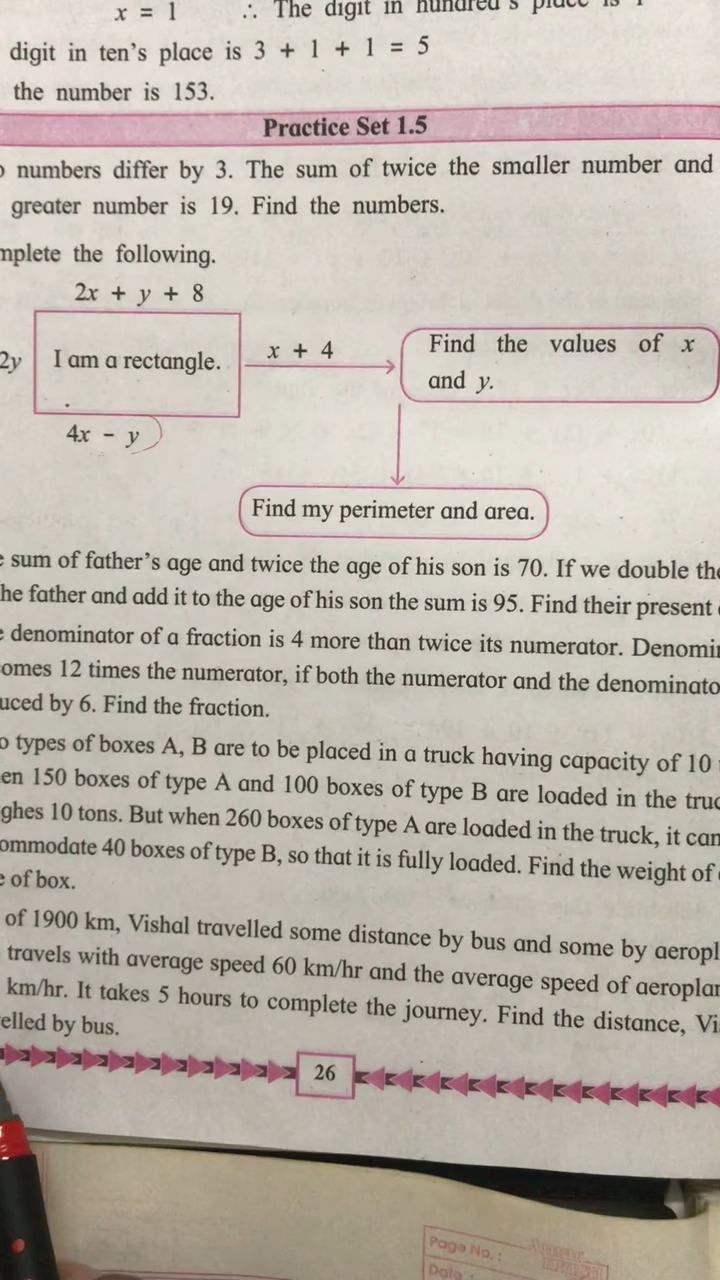 x = 1 ∴ The digit in hundred's place is 1
digit in ten's place is 3 + 1 + 1 = 5
the number is 153.
Practice Set 1.5
numbers differ by 3. The sum of twice the smaller number and
greater number is 19. Find the numbers.
mplete the following.
2x + y + 8
2y I am a rectangle. x + 4 Find the values of x
and y.
4x - y
Find my perimeter and area.
e sum of father's age and twice the age of his son is 70. If we double the
he father and add it to the age of his son the sum is 95. Find their present
e denominator of a fraction is 4 more than twice its numerator. Denomin
omes 12 times the numerator, if both the numerator and the denominato
uced by 6. Find the fraction.
o types of boxes A, B are to be placed in a truck having capacity of 10
en 150 boxes of type A and 100 boxes of type B are loaded in the truc
ghes 10 tons. But when 260 boxes of type A are loaded in the truck, it can
ommodate 40 boxes of type B, so that it is fully loaded. Find the weight of
e of box.
of 1900 km, Vishal travelled some distance by bus and some by aeropl
travels with average speed 60 km/hr and the average speed of aeroplan
km/hr. It takes 5 hours to complete the journey. Find the distance, Vi
elled by bus.
26
Page No. :
Date :